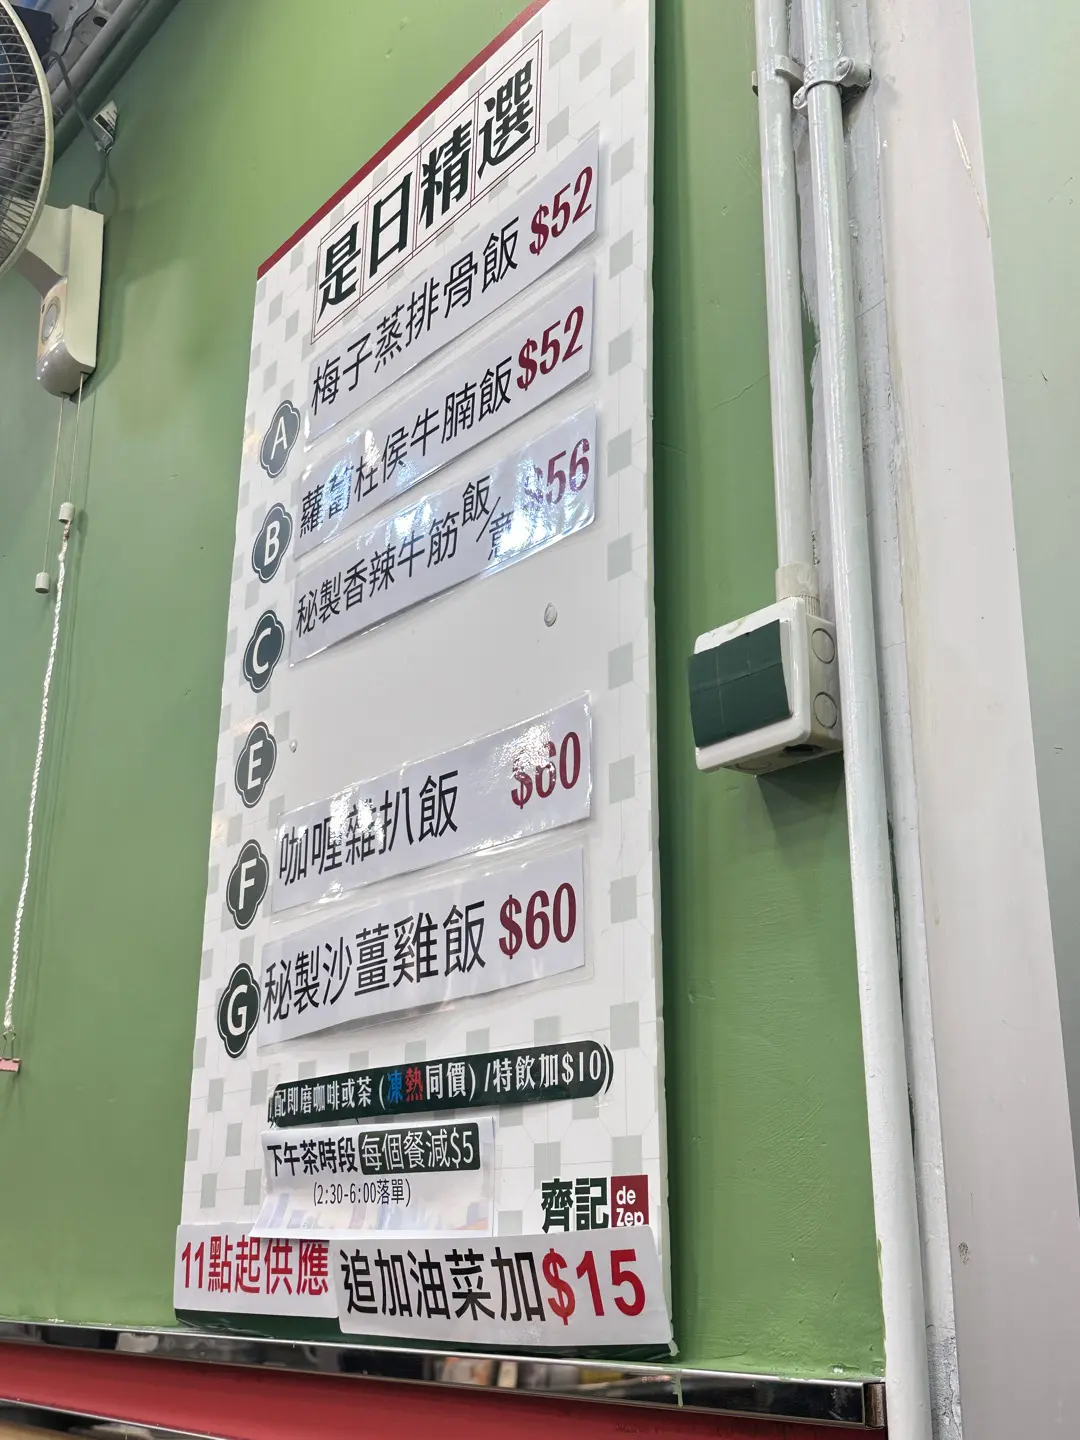 是日精選
A 梅子蒸排骨飯 $52
B 蘿蔔柱侯牛腩飯 $52
C 秘製香辣牛筋飯/意 $56
E
F 咖喱雜扒飯 $60
G 秘製沙薑雞飯 $60
配即磨咖啡或茶 (凍熱同價) /特飲加$10)
下午茶時段 每個餐減$5
(2:30-6:00落單)
齊記 de Zep
11點起供應
追加油菜加$15